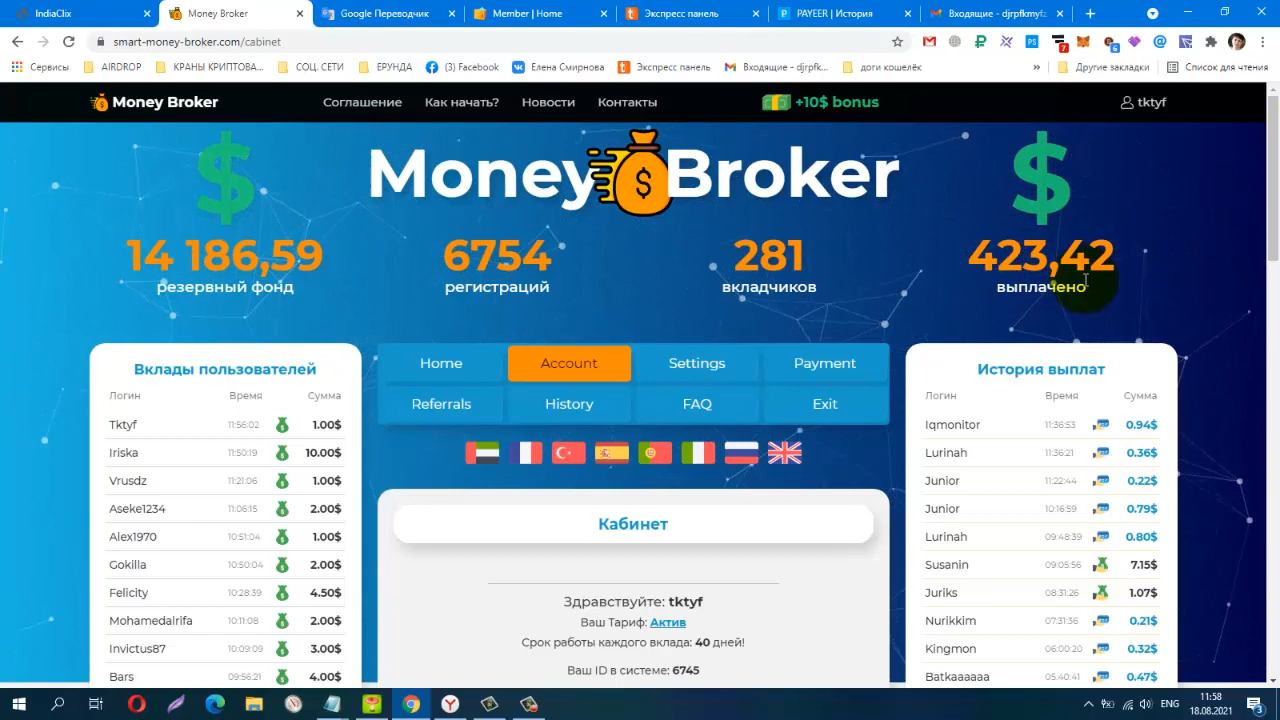 IndiaClix
Money Broker
Google Переводчик
Member | Home
Экспресс панель
PAYEER | История
Входящие - djrpfkmyfz
smart-money-broker.com/cabinet
Сервисы
AIRDROP
КРАНЫ КРИПТОВА...
СОЦ. СЕТИ
ЕРУНДА
(3) Facebook
Елена Смирнова
Экспресс панель
Входящие - djrpfk...
доги кошелёк
»
Другие закладки
Список для чтения
Money Broker
Соглашение
Как начать?
Новости
Контакты
+10$ bonus
tktyf
Money Broker
14 186,59
резервный фонд
6754
регистраций
281
вкладчиков
423,42
выплачено
Home
Account
Settings
Payment
Referrals
History
FAQ
Exit
Вклады пользователей
Логин Время Сумма
Tktyf 11:56:02 1.00$
Iriska 11:50:19 10.00$
Vrusdz 11:21:06 1.00$
Aseke1234 11:06:15 2.00$
Alex1970 10:51:04 1.00$
Gokilla 10:50:04 2.00$
Felicity 10:28:39 4.50$
Mohamedalrifa 10:11:08 2.00$
Invictus87 10:09:09 3.00$
Bars 09:56:21 4.00$
Кабинет
Здравствуйте: tktyf
Ваш Тариф: Актив
Срок работы каждого вклада: 40 дней!
Ваш ID в системе: 6745
История выплат
Логин Время Сумма
Iqmonitor 11:36:53 0.94$
Lurinah 11:36:21 0.36$
Junior 11:22:44 0.22$
Junior 10:16:59 0.79$
Lurinah 09:48:39 0.80$
Susanin 09:05:56 7.15$
Juriks 08:31:26 1.07$
Nurikkim 07:31:36 0.21$
Kingmon 06:00:20 0.32$
Batkaaaaaa 05:40:41 0.47$
ENG
11:58
18.08.2021